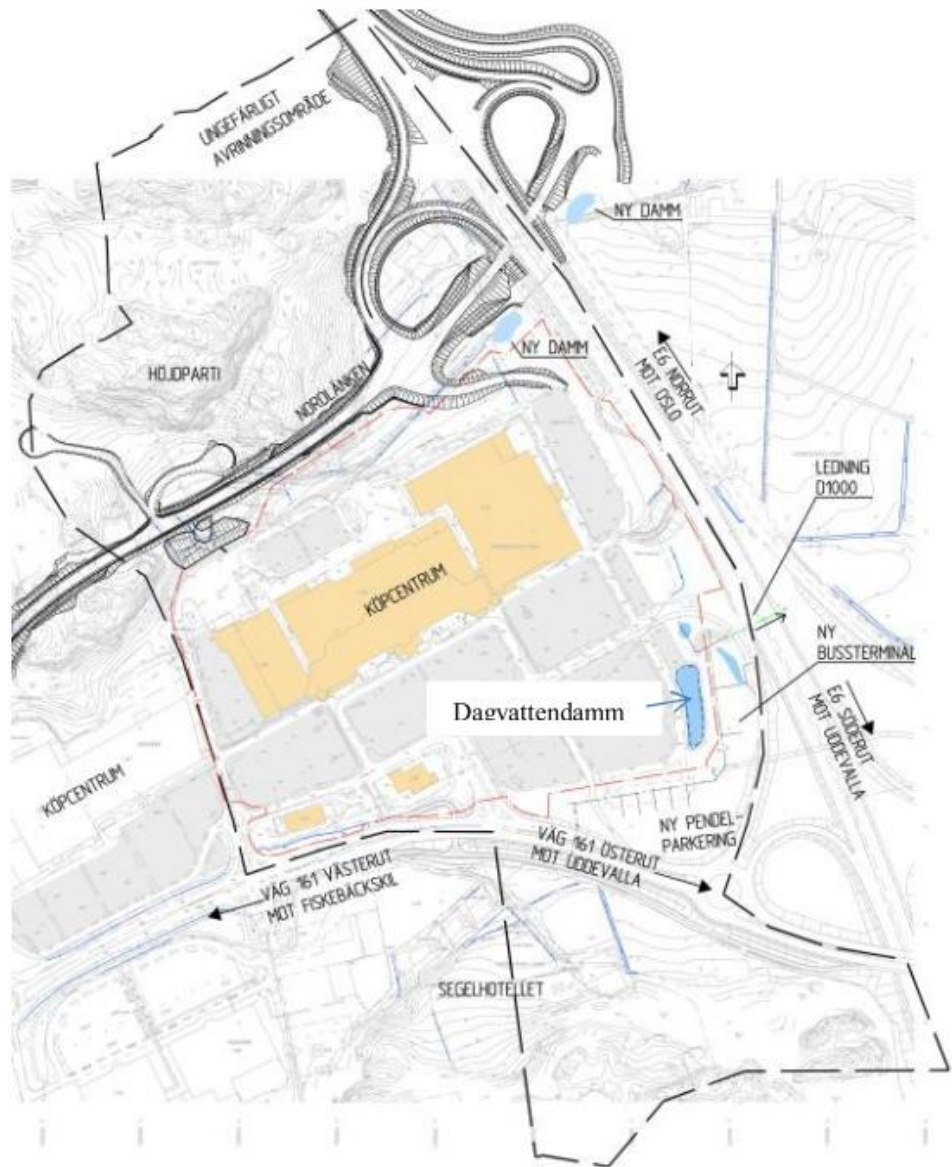 UNGEFÄRLIGT
AVRINNINGSOMRÅDE
NY DAMM
NY DAMM
HÖJDPARTI
NORDLÄNKEN
E6 NORRUT
MOT OSLO
LEDNING
D1000
KÖPCENTRUM
NY
BUSSTERMINAL
Dagvattendamm
E6 SÖDERUT
MOT UDDEVALLA
KÖPCENTRUM
NY PENDEL-
PARKERING
VÄG 161 ÖSTERUT
MOT UDDEVALLA
VÄG 161 VÄSTERUT
MOT FISKEBÄCKSKIL
SEGELHOTELLET